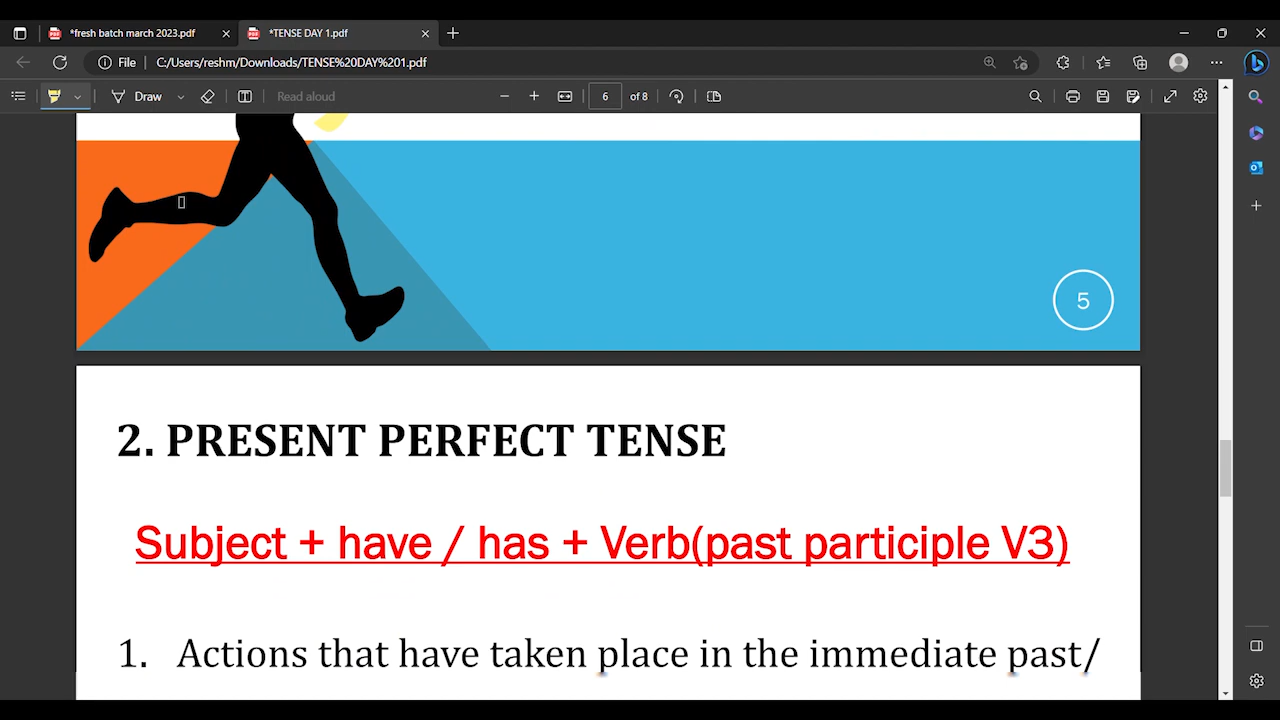 *fresh batch march 2023.pdf
*TENSE DAY 1.pdf
File
C:/Users/reshm/Downloads/TENSE%20DAY%201.pdf
Draw
Read aloud
6
of 8
5
2. PRESENT PERFECT TENSE
Subject + have / has + Verb(past participle V3)
1. Actions that have taken place in the immediate past/